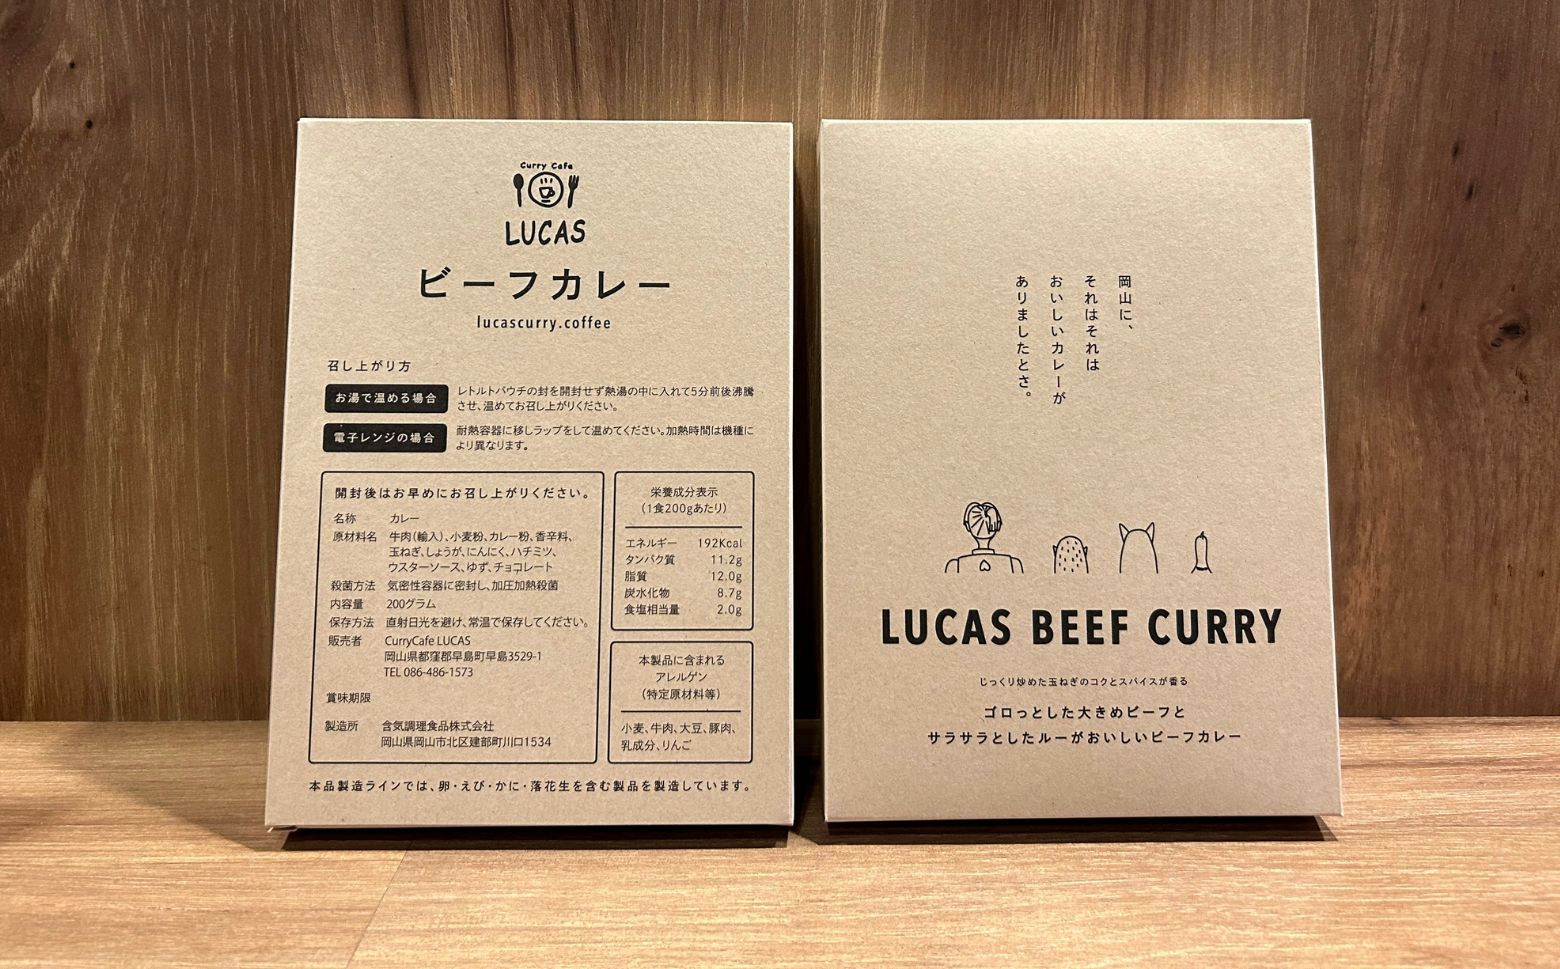 Curry Cafe
LUCAS
ビーフカレー
lucascurry.coffee
召し上がり方
お湯で温める場合
レトルトパウチの封を開封せず熱湯の中に入れて5分前後沸騰
させ、温めてお召し上がりください。
電子レンジの場合
耐熱容器に移しラップをして温めてください。加熱時間は機種に
より異なります。
開封後はお早めにお召し上がりください。
名称 カレー
原材料名 牛肉（輸入）、小麦粉、カレー粉、香辛料、
玉ねぎ、しょうが、にんにく、ハチミツ、
ウスターソース、ゆず、チョコレート
殺菌方法 気密性容器に密封し、加圧加熱殺菌
内容量 200グラム
保存方法 直射日光を避け、常温で保存してください。
販売者 CurryCafe LUCAS
岡山県都窪郡早島町早島3529-1
TEL 086-486-1573
賞味期限
製造所 含気調理食品株式会社
岡山県岡山市北区建部町川口1534
栄養成分表示
（1食200gあたり）
エネルギー 192Kcal
タンパク質 11.2g
脂質 12.0g
炭水化物 8.7g
食塩相当量 2.0g
本製品に含まれる
アレルゲン
（特定原材料等）
小麦、牛肉、大豆、豚肉、
乳成分、りんご
本品製造ラインでは、卵・えび・かに・落花生を含む製品を製造しています。
岡山に、
それはそれは
おいしいカレーが
ありましたとさ。
LUCAS BEEF CURRY
じっくり炒めた玉ねぎのコクとスパイスが香る
ゴロっとした大きめビーフと
サラサラとしたルーがおいしいビーフカレー